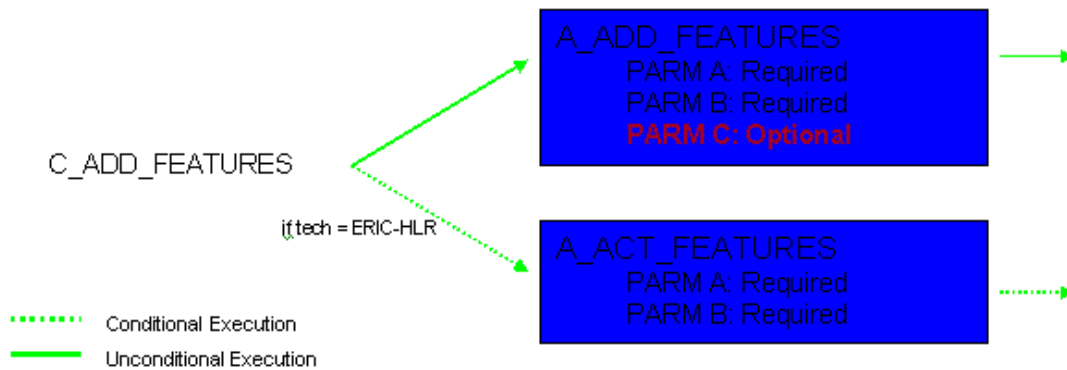 A_ADD_FEATURES
PARM A: Required
PARM B: Required
PARM C: Optional
C_ADD_FEATURES
if tech = ERIC-HLR
A_ACT_FEATURES
PARM A: Required
PARM B: Required
Conditional Execution
Unconditional Execution